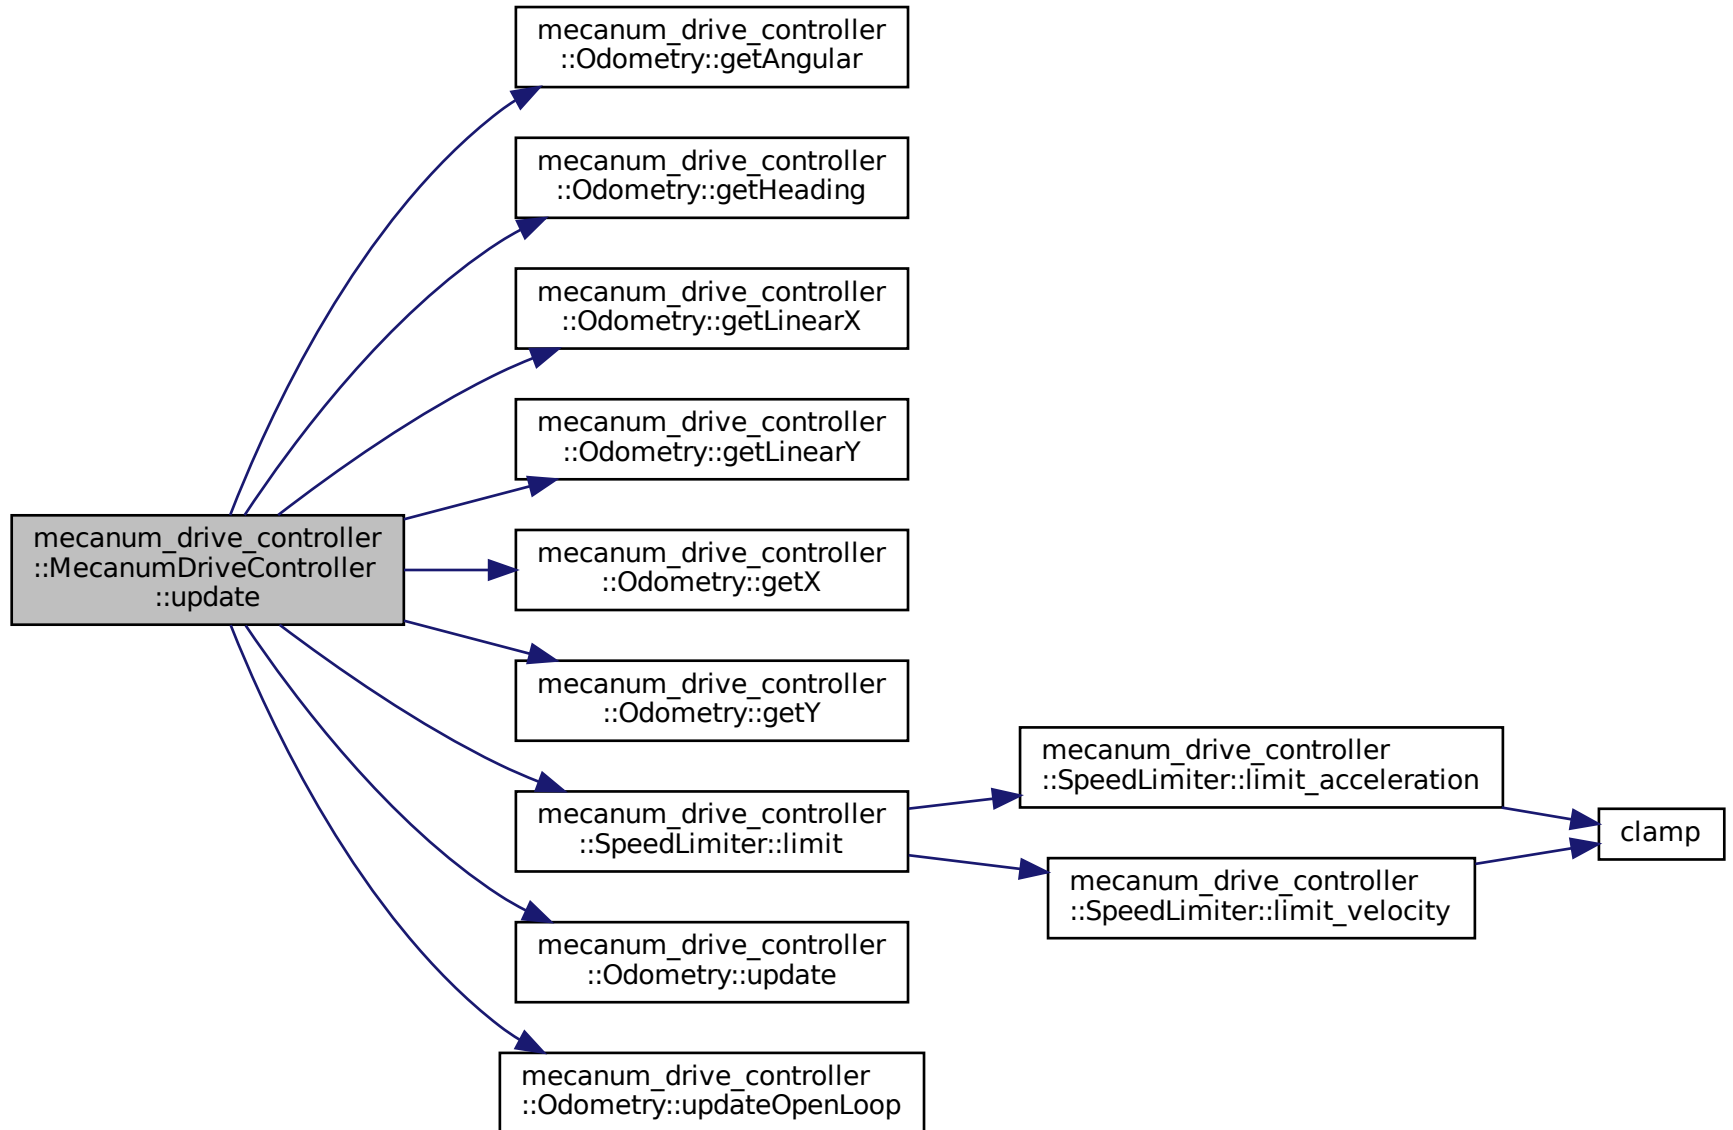 mecanum_drive_controller
::Odometry::getAngular
mecanum_drive_controller
::Odometry::getHeading
mecanum_drive_controller
::Odometry::getLinearX
mecanum_drive_controller
::Odometry::getLinearY
mecanum_drive_controller
::MecanumDriveController
::update
mecanum_drive_controller
::Odometry::getX
mecanum_drive_controller
::Odometry::getY
mecanum_drive_controller
::SpeedLimiter::limit
mecanum_drive_controller
::SpeedLimiter::limit_acceleration
clamp
mecanum_drive_controller
::SpeedLimiter::limit_velocity
mecanum_drive_controller
::Odometry::update
mecanum_drive_controller
::Odometry::updateOpenLoop